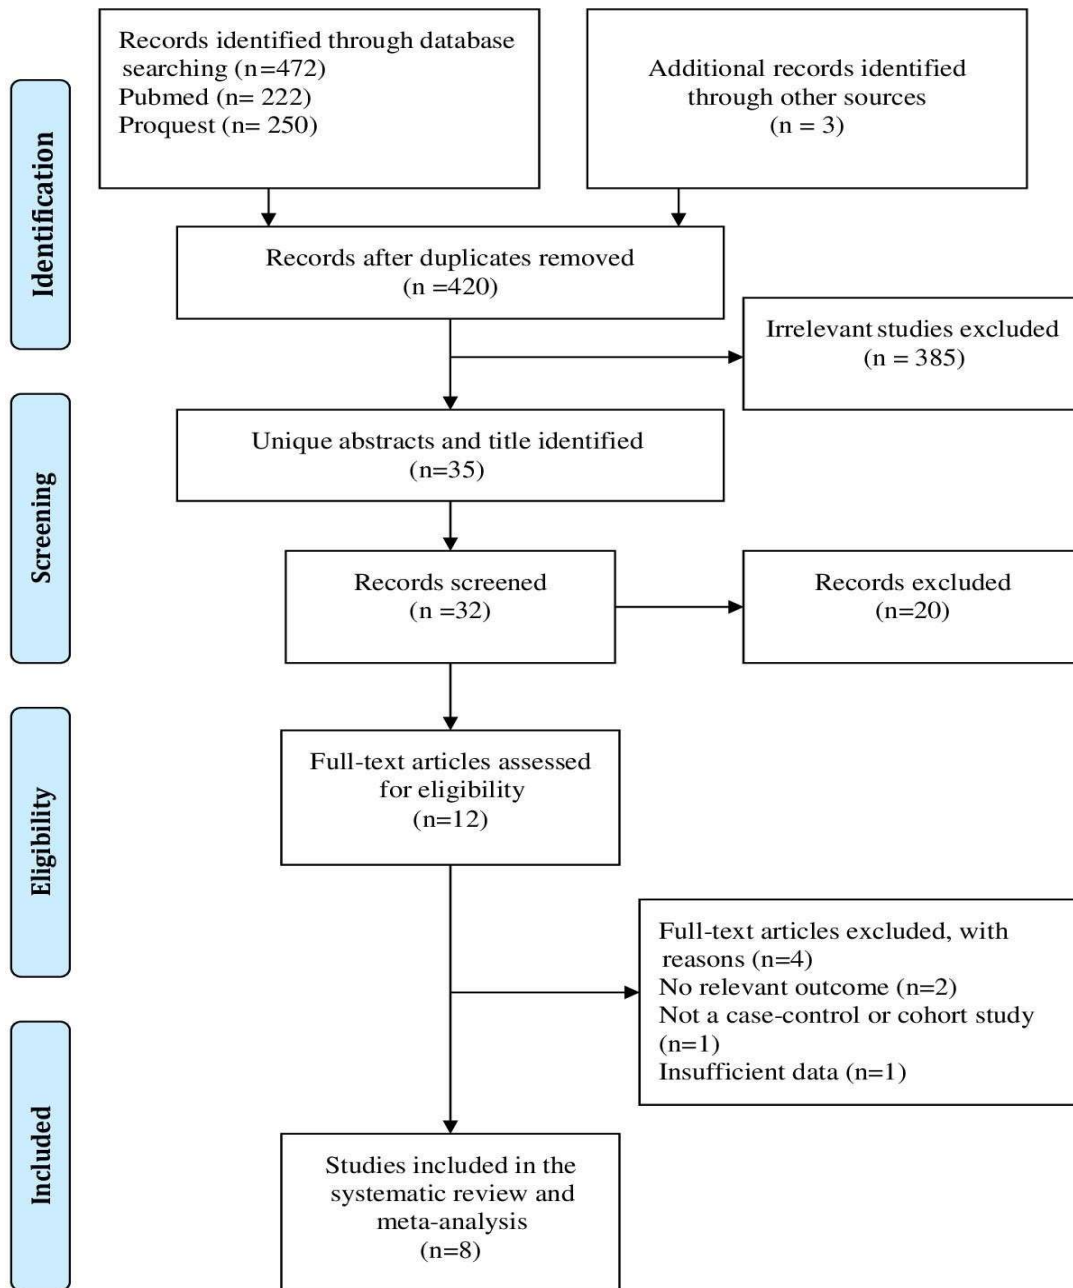 Records identified through database
searching (n=472)
Pubmed (n= 222)
Proquest (n= 250)
Additional records identified
through other sources
(n = 3)
Identification
Records after duplicates removed
(n =420)
Irrelevant studies excluded
(n = 385)
Screening
Unique abstracts and title identified
(n=35)
Records screened
(n =32)
Records excluded
(n=20)
Eligibility
Full-text articles assessed
for eligibility
(n=12)
Full-text articles excluded, with
reasons (n=4)
No relevant outcome (n=2)
Not a case-control or cohort study
(n=1)
Insufficient data (n=1)
Included
Studies included in the
systematic review and
meta-analysis
(n=8)